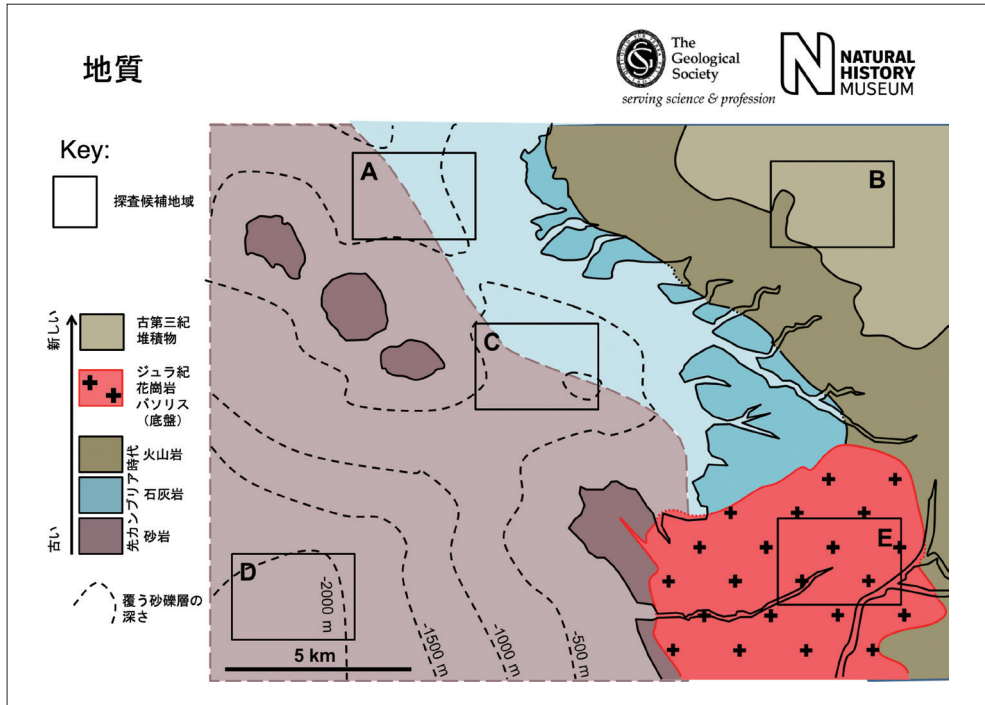 地質
The
Geological
Society
serving science & profession
NATURAL
HISTORY
MUSEUM
Key:
探査候補地域
新しい
古い
古第三紀
堆積物
ジュラ紀
花崗岩
バソリス
(底盤)
先カンブリア時代
火山岩
石灰岩
砂岩
覆う砂礫層の
深さ
A
B
C
D
E
-2000 m
-1500 m
-1000 m
-500 m
5 km